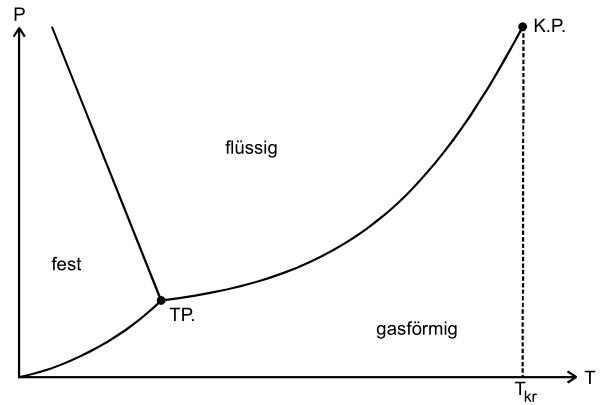 P
K.P.
flüssig
fest
TP.
gasförmig
T
Tkr